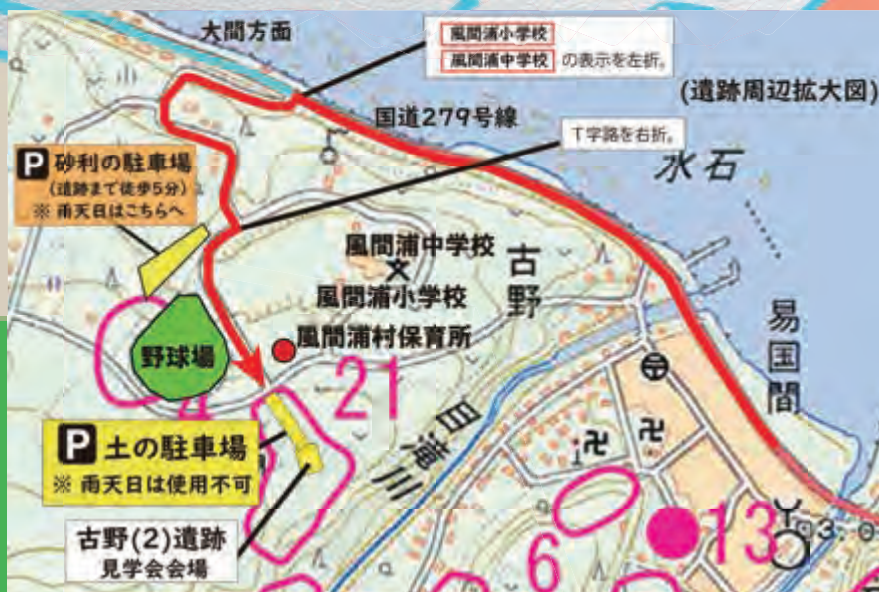 大間方面
風間浦小学校
風間浦中学校 の表示を左折。
(遺跡周辺拡大図)
国道279号線
T字路を右折。
水石
P 砂利の駐車場
(遺跡まで徒歩5分)
※ 雨天日はこちらへ
風間浦中学校
古野
風間浦小学校
易国間
風間浦村保育所
野球場
4
21
目滝川
P 土の駐車場
※ 雨天日は使用不可
古野(2)遺跡
見学会会場
6
13
3.0